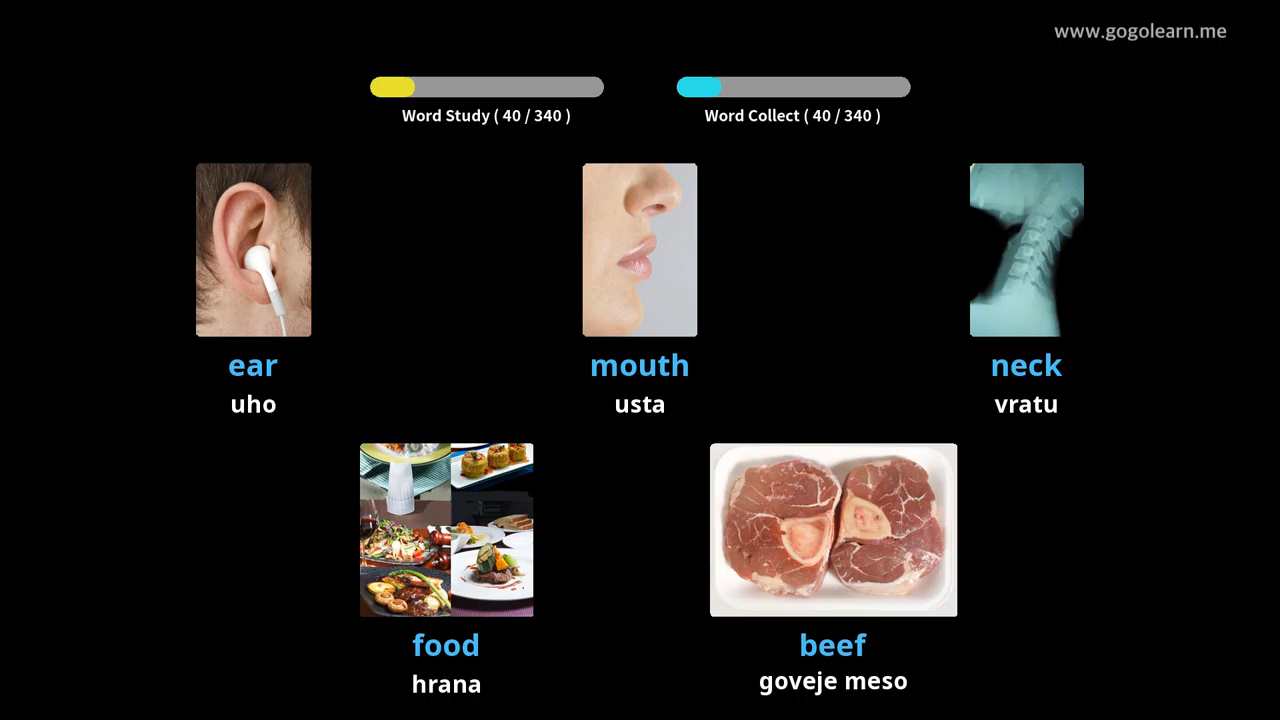 www.gogolearn.me
Word Study ( 40 / 340 )
Word Collect ( 40 / 340 )
ear
uho
mouth
usta
neck
vratu
food
hrana
beef
goveje meso